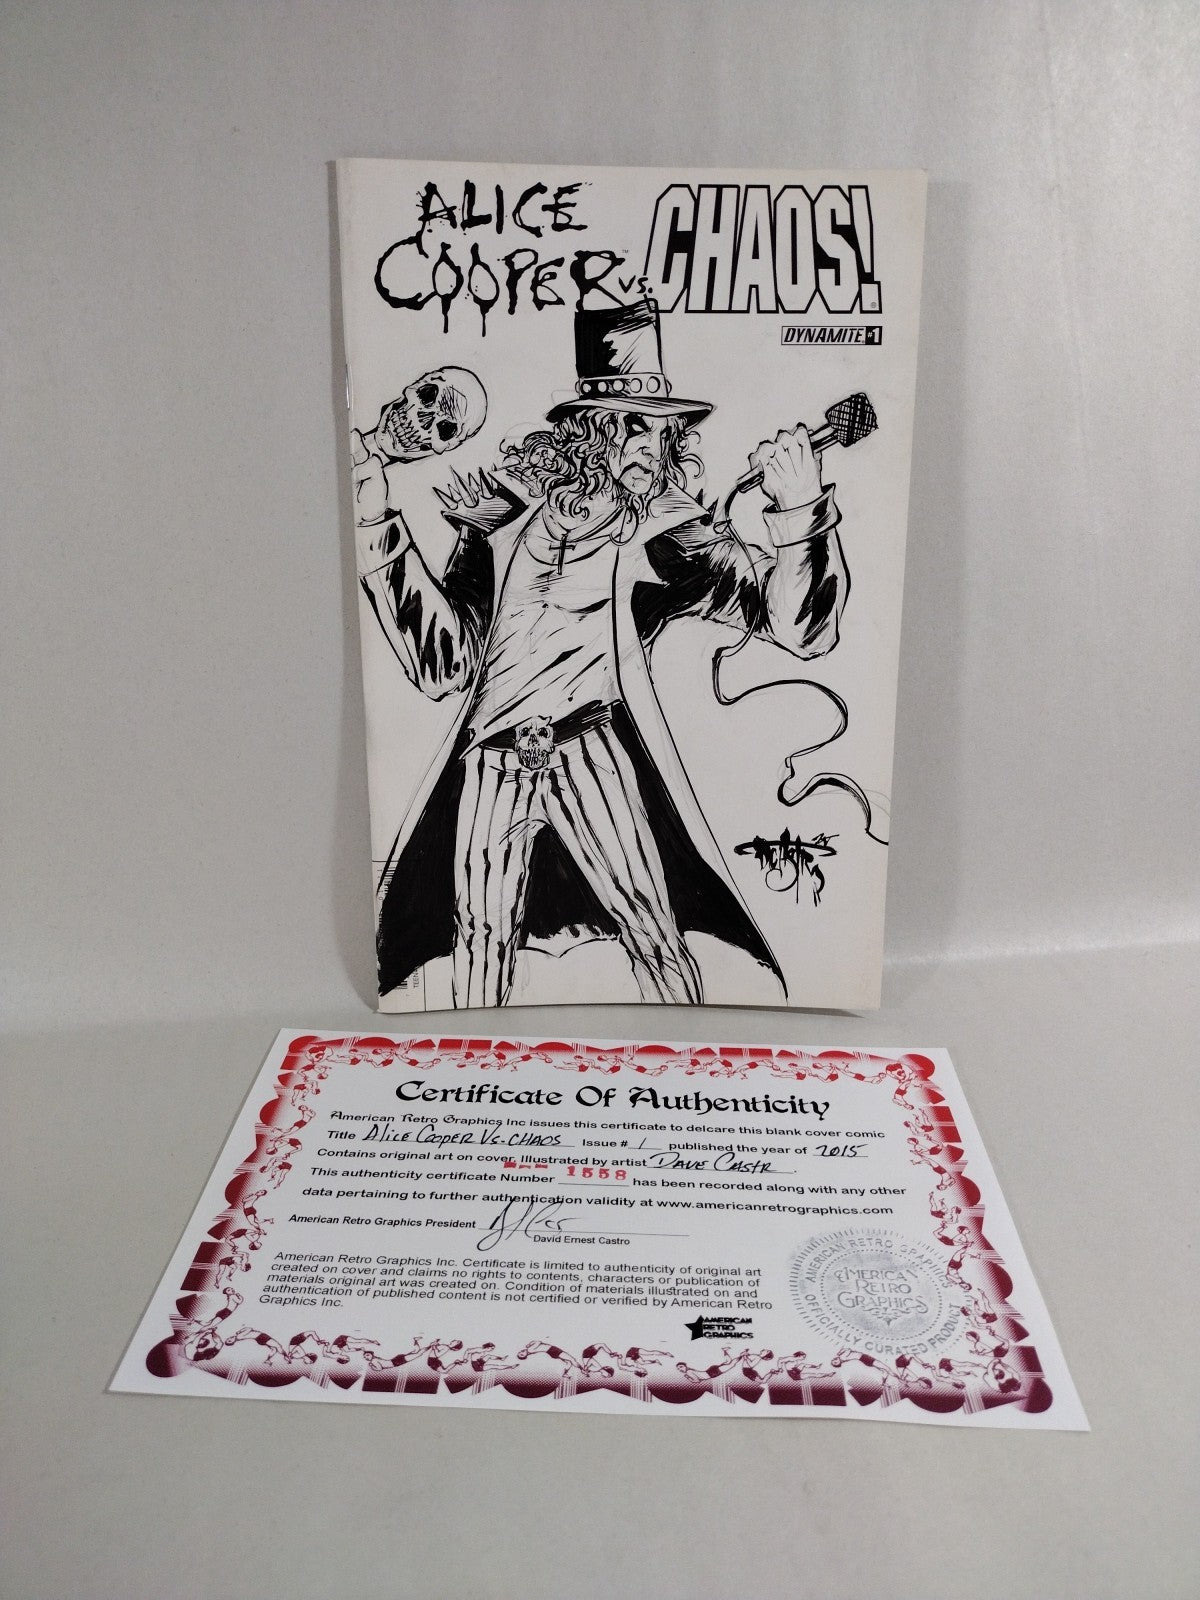 ALICE
COOPER™ vs. CHAOS!®
DYNAMITE. #1
TEEN
Certificate Of Authenticity
American Retro Graphics Inc issues this certificate to delcare this blank cover comic
Title Alice Cooper Vs. CHAOS Issue # 1 published the year of 2015
Contains original art on cover. Illustrated by artist Dave Castr
This authenticity certificate Number 1558 has been recorded along with any other
data pertaining to further authentication validity at www.americanretrographics.com
American Retro Graphics President
David Ernest Castro
American Retro Graphics Inc. Certificate is limited to authenticity of original art
created on cover and claims no rights to contents, characters or publication of
materials original art was created on. Condition of materials illustrated on and
authentication of published content is not certified or verified by American Retro
Graphics Inc.
AMERICAN
RETRO
GRAPHICS
AMERICAN RETRO GRAPHICS
AMERICA
RETRO
GRAPHICS
OFFICIALLY CURATED PRODUCT